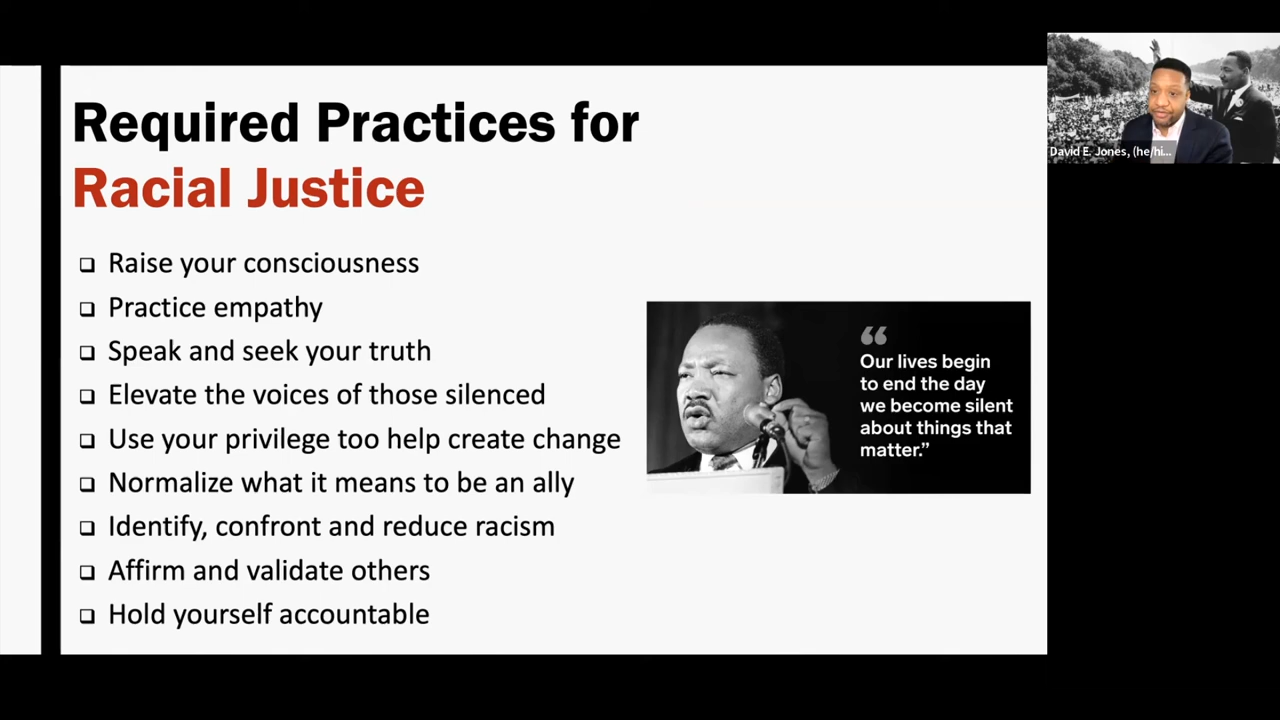 Required Practices for
Racial Justice
Raise your consciousness
Practice empathy
Speak and seek your truth
Elevate the voices of those silenced
Use your privilege too help create change
Normalize what it means to be an ally
Identify, confront and reduce racism
Affirm and validate others
Hold yourself accountable
“
Our lives begin
to end the day
we become silent
about things that
matter.”
David E. Jones, (he/hi...